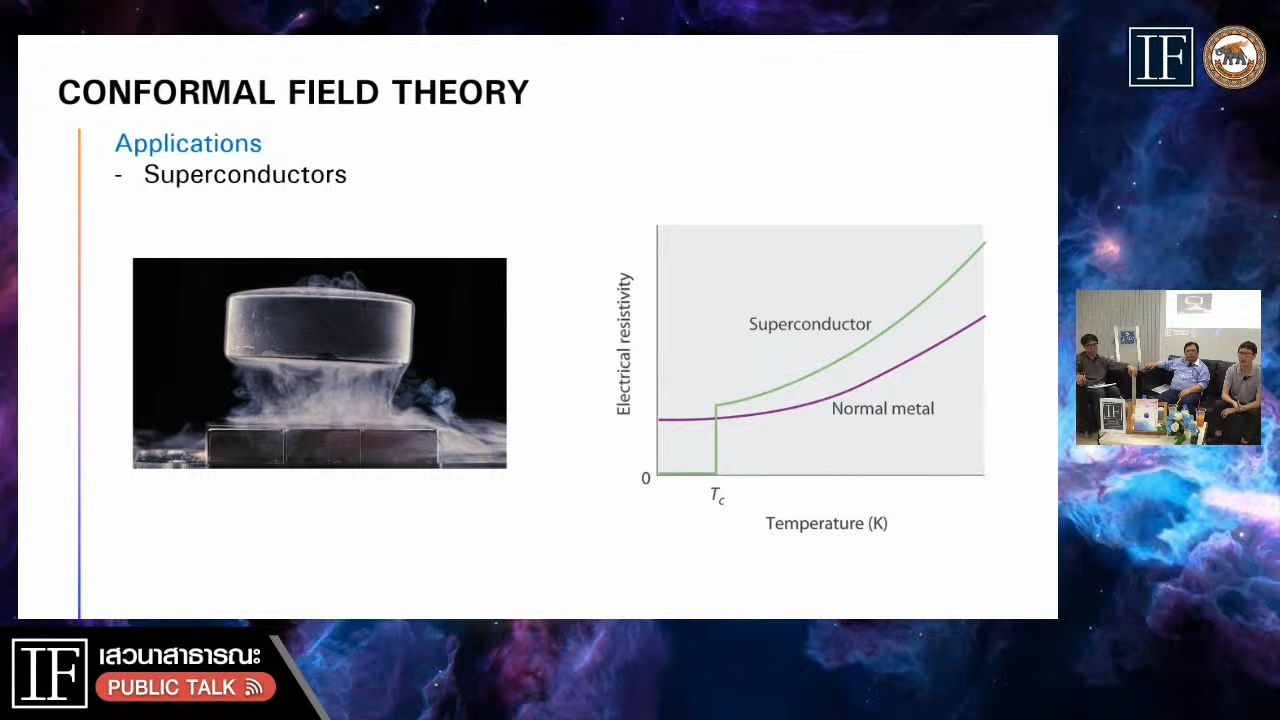 CONFORMAL FIELD THEORY
Applications
- Superconductors
Electrical resistivity
Superconductor
Normal metal
0
Tc
Temperature (K)
IF
IF
เสวนาสาธารณะ
PUBLIC TALK